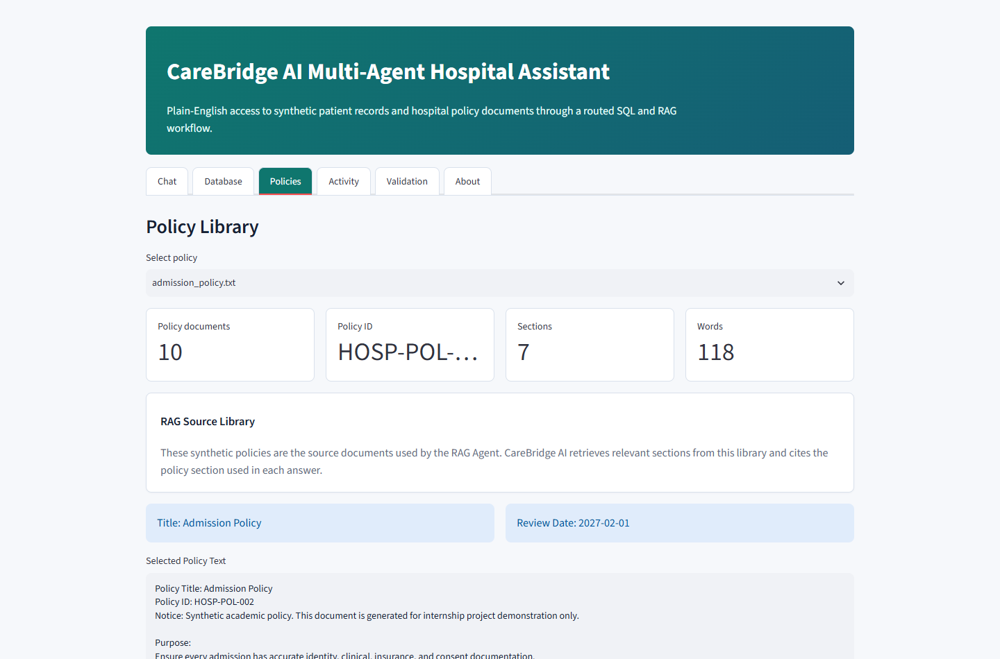 CareBridge AI Multi-Agent Hospital Assistant
Plain-English access to synthetic patient records and hospital policy documents through a routed SQL and RAG
workflow.
Chat
Database
Policies
Activity
Validation
About
Policy Library
Select policy
admission_policy.txt
Policy documents
10
Policy ID
HOSP-POL-…
Sections
7
Words
118
RAG Source Library
These synthetic policies are the source documents used by the RAG Agent. CareBridge AI retrieves relevant sections from this library and cites the
policy section used in each answer.
Title: Admission Policy
Review Date: 2027-02-01
Selected Policy Text
Policy Title: Admission Policy
Policy ID: HOSP-POL-002
Notice: Synthetic academic policy. This document is generated for internship project demonstration only.
Purpose:
Ensure every admission has accurate identity, clinical, insurance, and consent documentation.